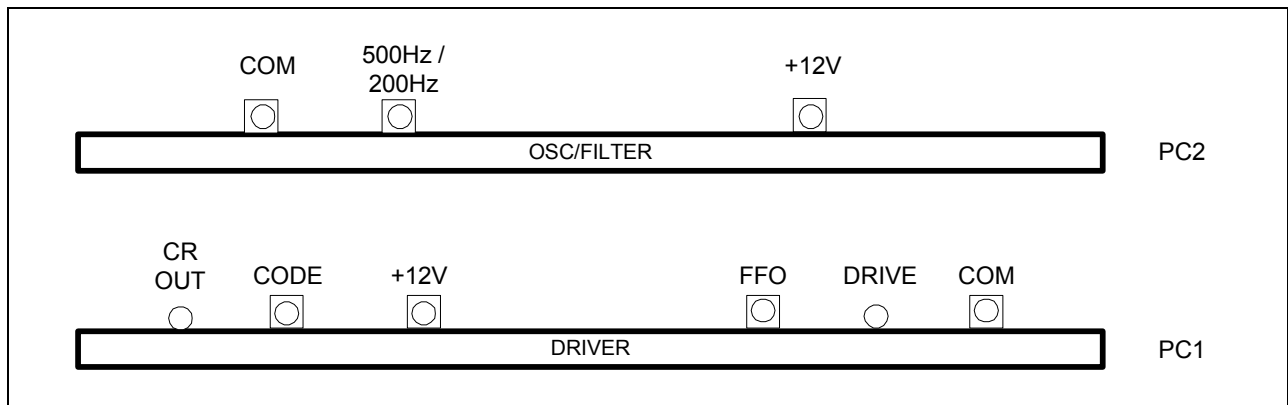 COM
500Hz /
200Hz
+12V
OSC/FILTER
PC2
CR
OUT
CODE
+12V
FFO
DRIVE
COM
DRIVER
PC1